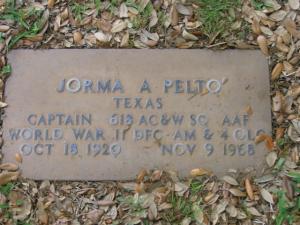 JORMA A PELTO
TEXAS
CAPTAIN 613 AC&W SQ AAF
WORLD WAR II DFC-AM & 4 OLC
OCT 18 1920 NOV 9 1968